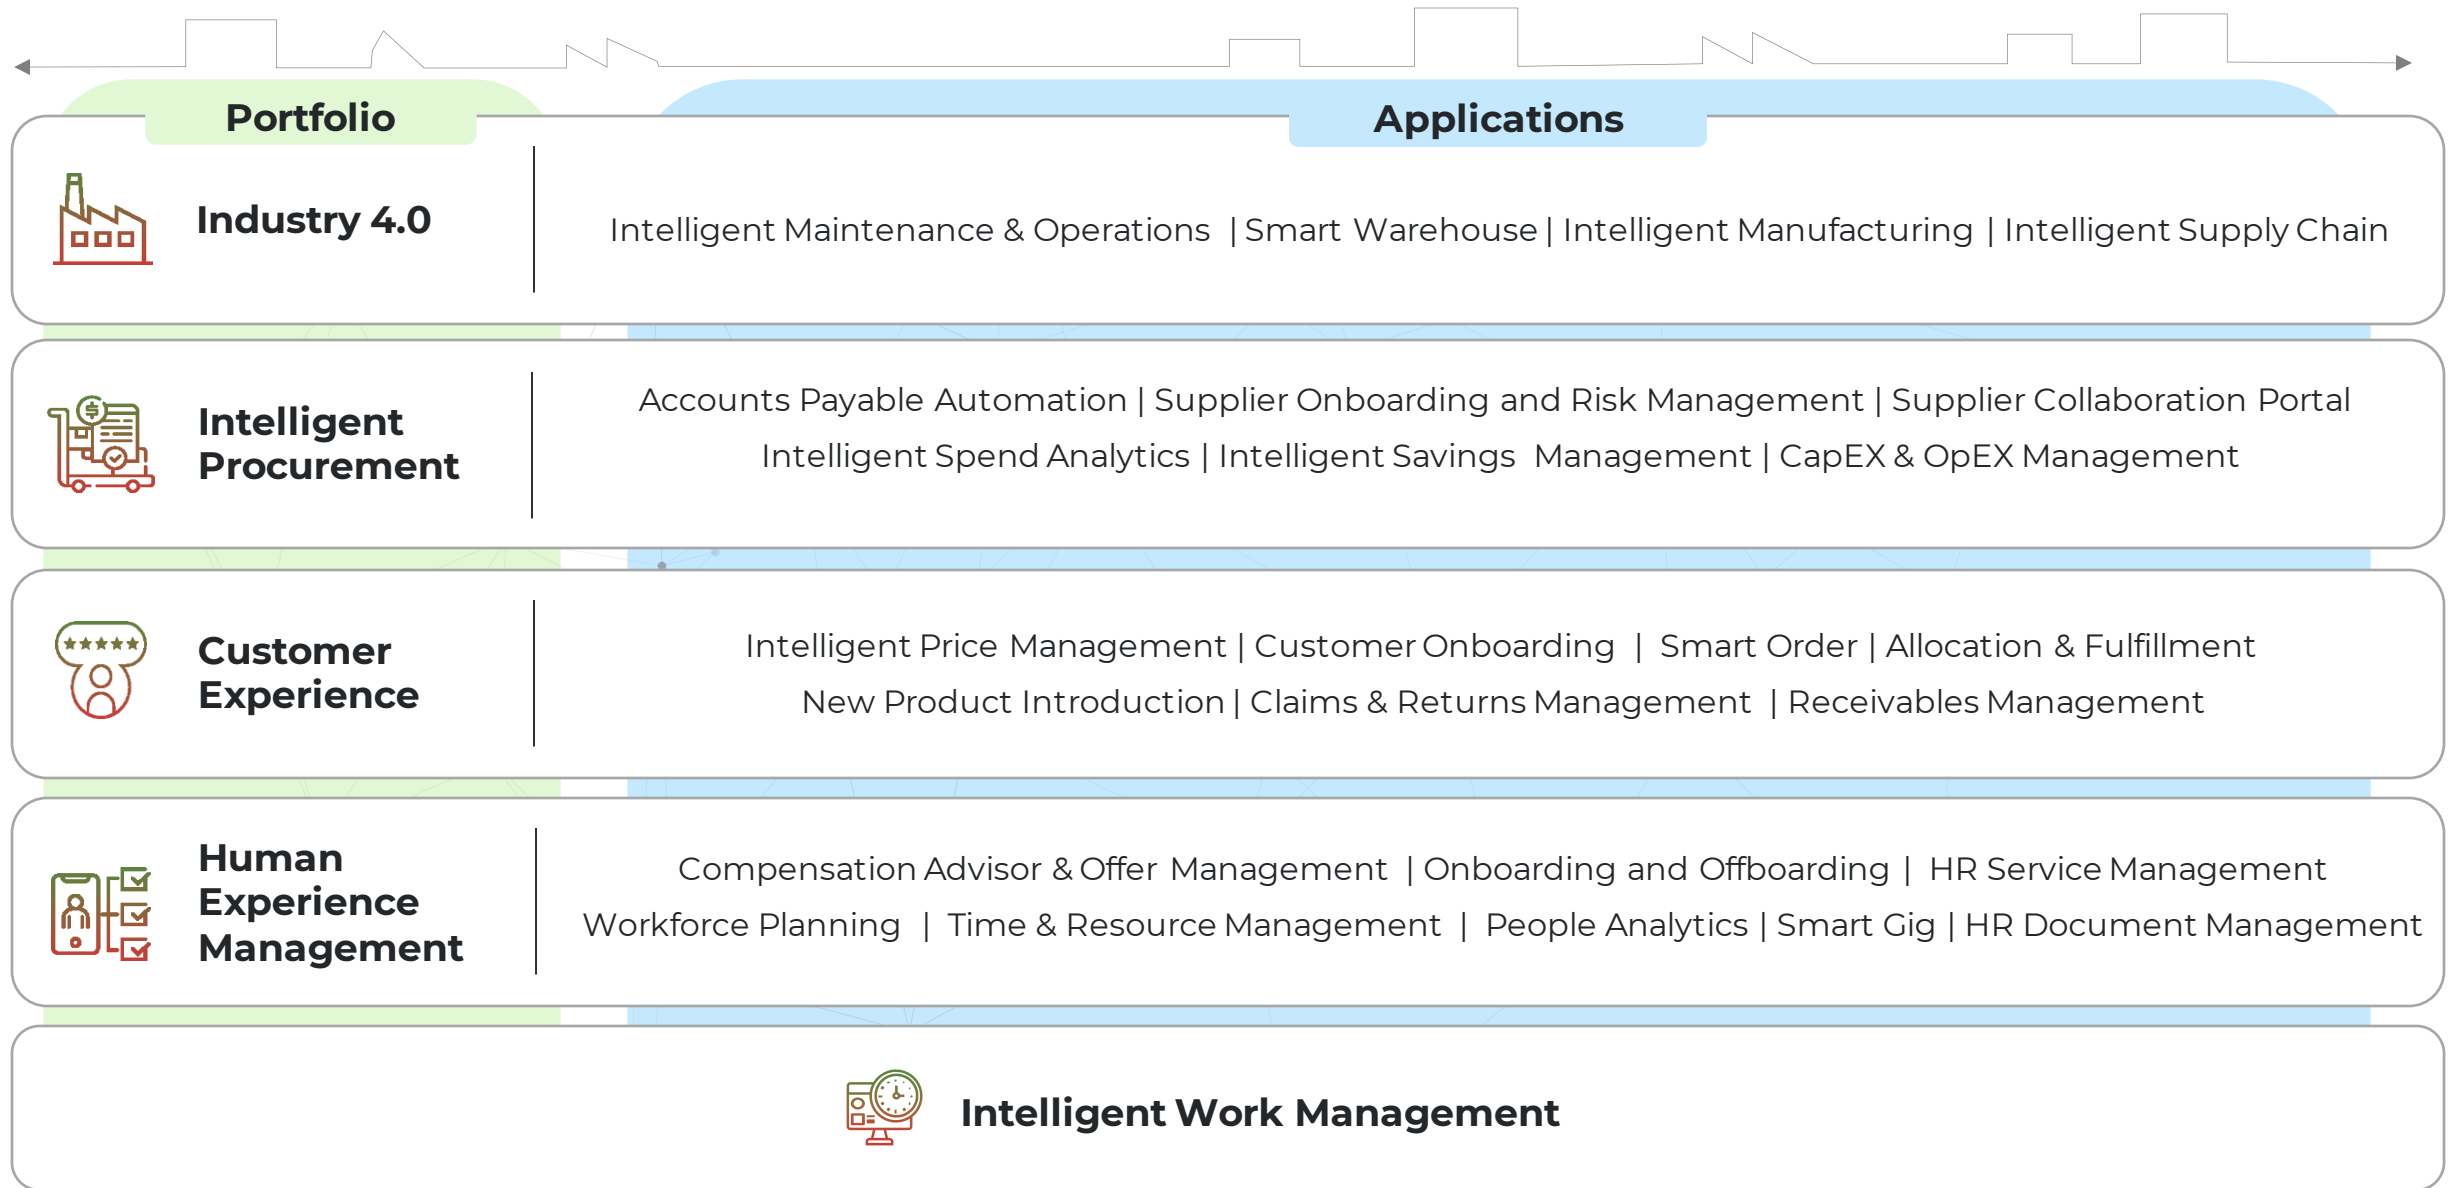 Portfolio
Applications
Industry 4.0
Intelligent Maintenance & Operations | Smart Warehouse | Intelligent Manufacturing | Intelligent Supply Chain
Intelligent
Procurement
Accounts Payable Automation | Supplier Onboarding and Risk Management | Supplier Collaboration Portal
Intelligent Spend Analytics | Intelligent Savings Management | CapEX & OpEX Management
Customer
Experience
Intelligent Price Management | Customer Onboarding | Smart Order | Allocation & Fulfillment
New Product Introduction | Claims & Returns Management | Receivables Management
Human
Experience
Management
Compensation Advisor & Offer Management | Onboarding and Offboarding | HR Service Management
Workforce Planning | Time & Resource Management | People Analytics | Smart Gig | HR Document Management
Intelligent Work Management